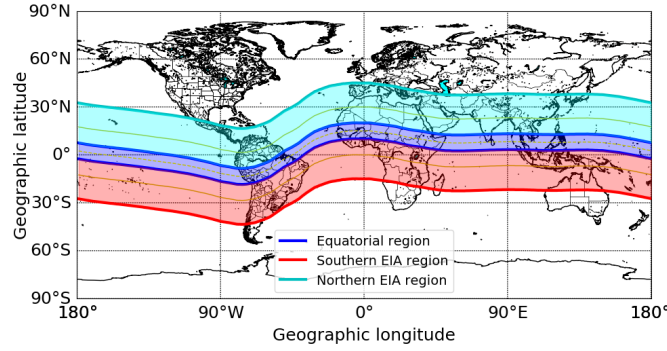 90°N
60°N
30°N
0°
30°S
60°S
90°S
180°
90°W
0°
90°E
180°
Geographic latitude
Geographic longitude
Equatorial region
Southern EIA region
Northern EIA region